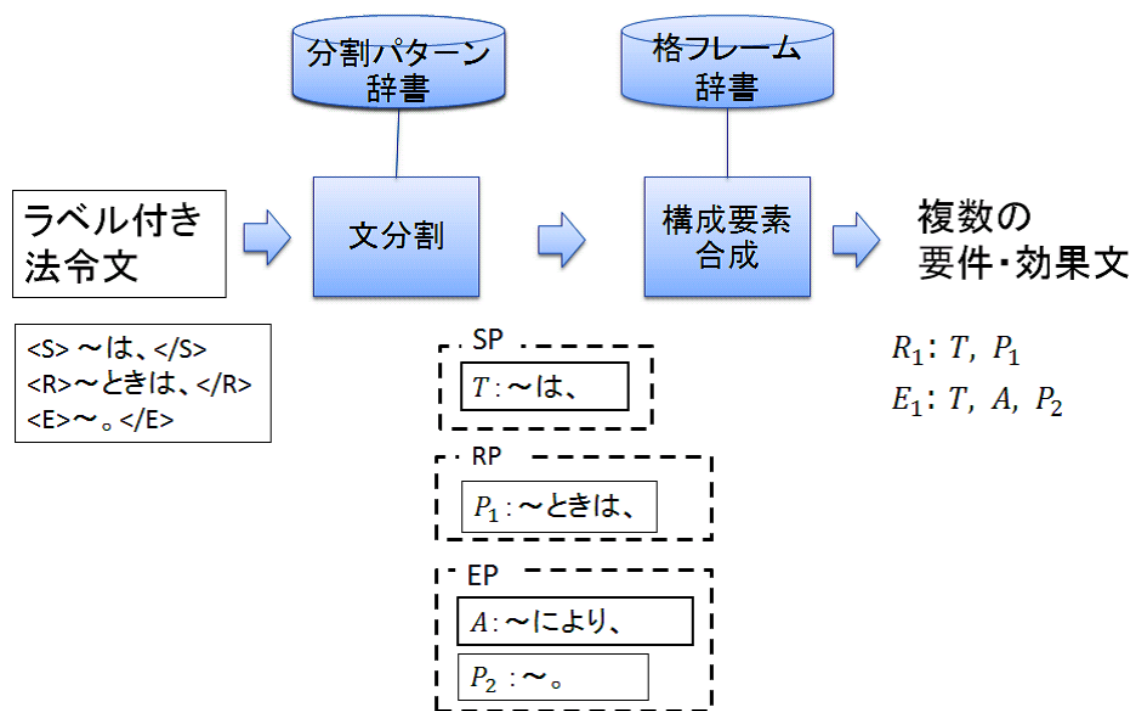 分割パターン
辞書
格フレーム
辞書
ラベル付き
法令文
文分割
構成要素
合成
複数の
要件・効果文
<S> ～は、</S>
<R>～ときは、</R>
<E>～。</E>
SP
T:～は、
RP
P₁:～ときは、
EP
A:～により、
P₂:～。
R₁: T, P₁
E₁: T, A, P₂